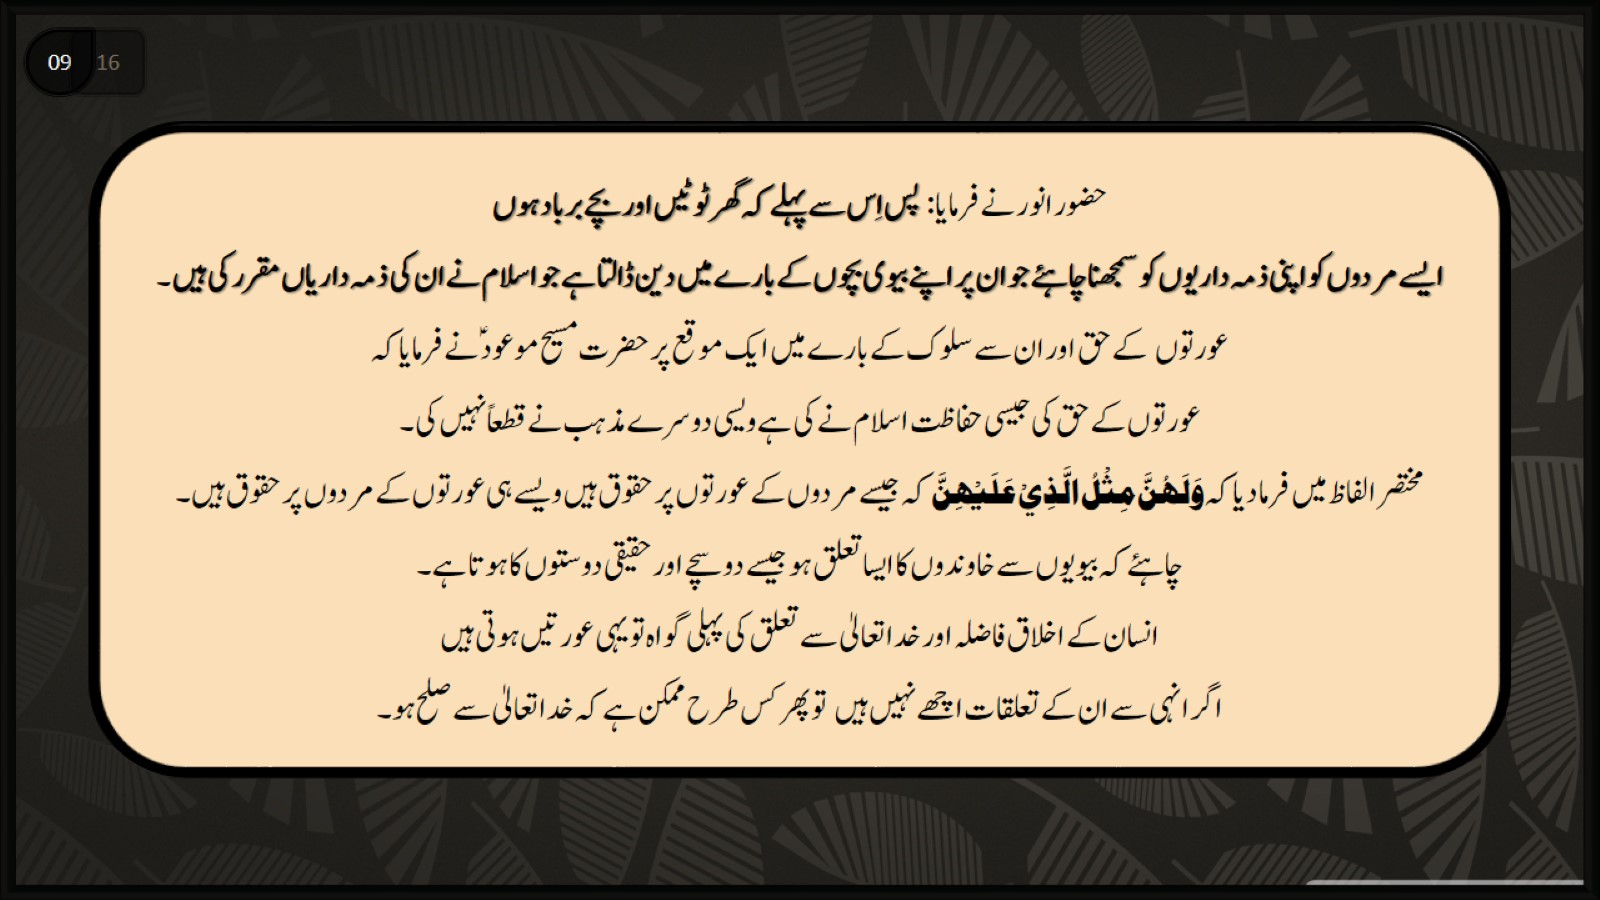 09 16
حضور انور نے فرمایا: پس اِس سے پہلے کہ گھر ٹوٹیں اور بچے برباد ہوں
ایسے مردوں کو اپنی ذمہ داریوں کو سمجھنا چاہئے جو ان پر اپنے بیوی بچوں کے بارے میں دین ڈالتا ہے جو اسلام نے ان کی ذمہ داریاں مقرر کی ہیں۔
عورتوں کے حق اور ان سے سلوک کے بارے میں ایک موقع پر حضرت مسیح موعودؑ نے فرمایا کہ
عورتوں کے حق کی جیسی حفاظت اسلام نے کی ہے ویسی دوسرے مذہب نے قطعاً نہیں کی۔
مختصر الفاظ میں فرمادیا کہ وَلَهُنَّ مِثْلُ الَّذِيْ عَلَيْهِنَّ کہ جیسے مردوں کے عورتوں پر حقوق ہیں ویسے ہی عورتوں کے مردوں پر حقوق ہیں۔
چاہئے کہ بیویوں سے خاوندوں کا ایسا تعلق ہو جیسے دو سچے اور حقیقی دوستوں کا ہوتا ہے۔
انسان کے اخلاق فاضلہ اور خدا تعالیٰ سے تعلق کی پہلی گواہ تو یہی عورتیں ہوتی ہیں
اگر انہی سے ان کے تعلقات اچھے نہیں ہیں تو پھر کس طرح ممکن ہے کہ خدا تعالیٰ سے صلح ہو۔